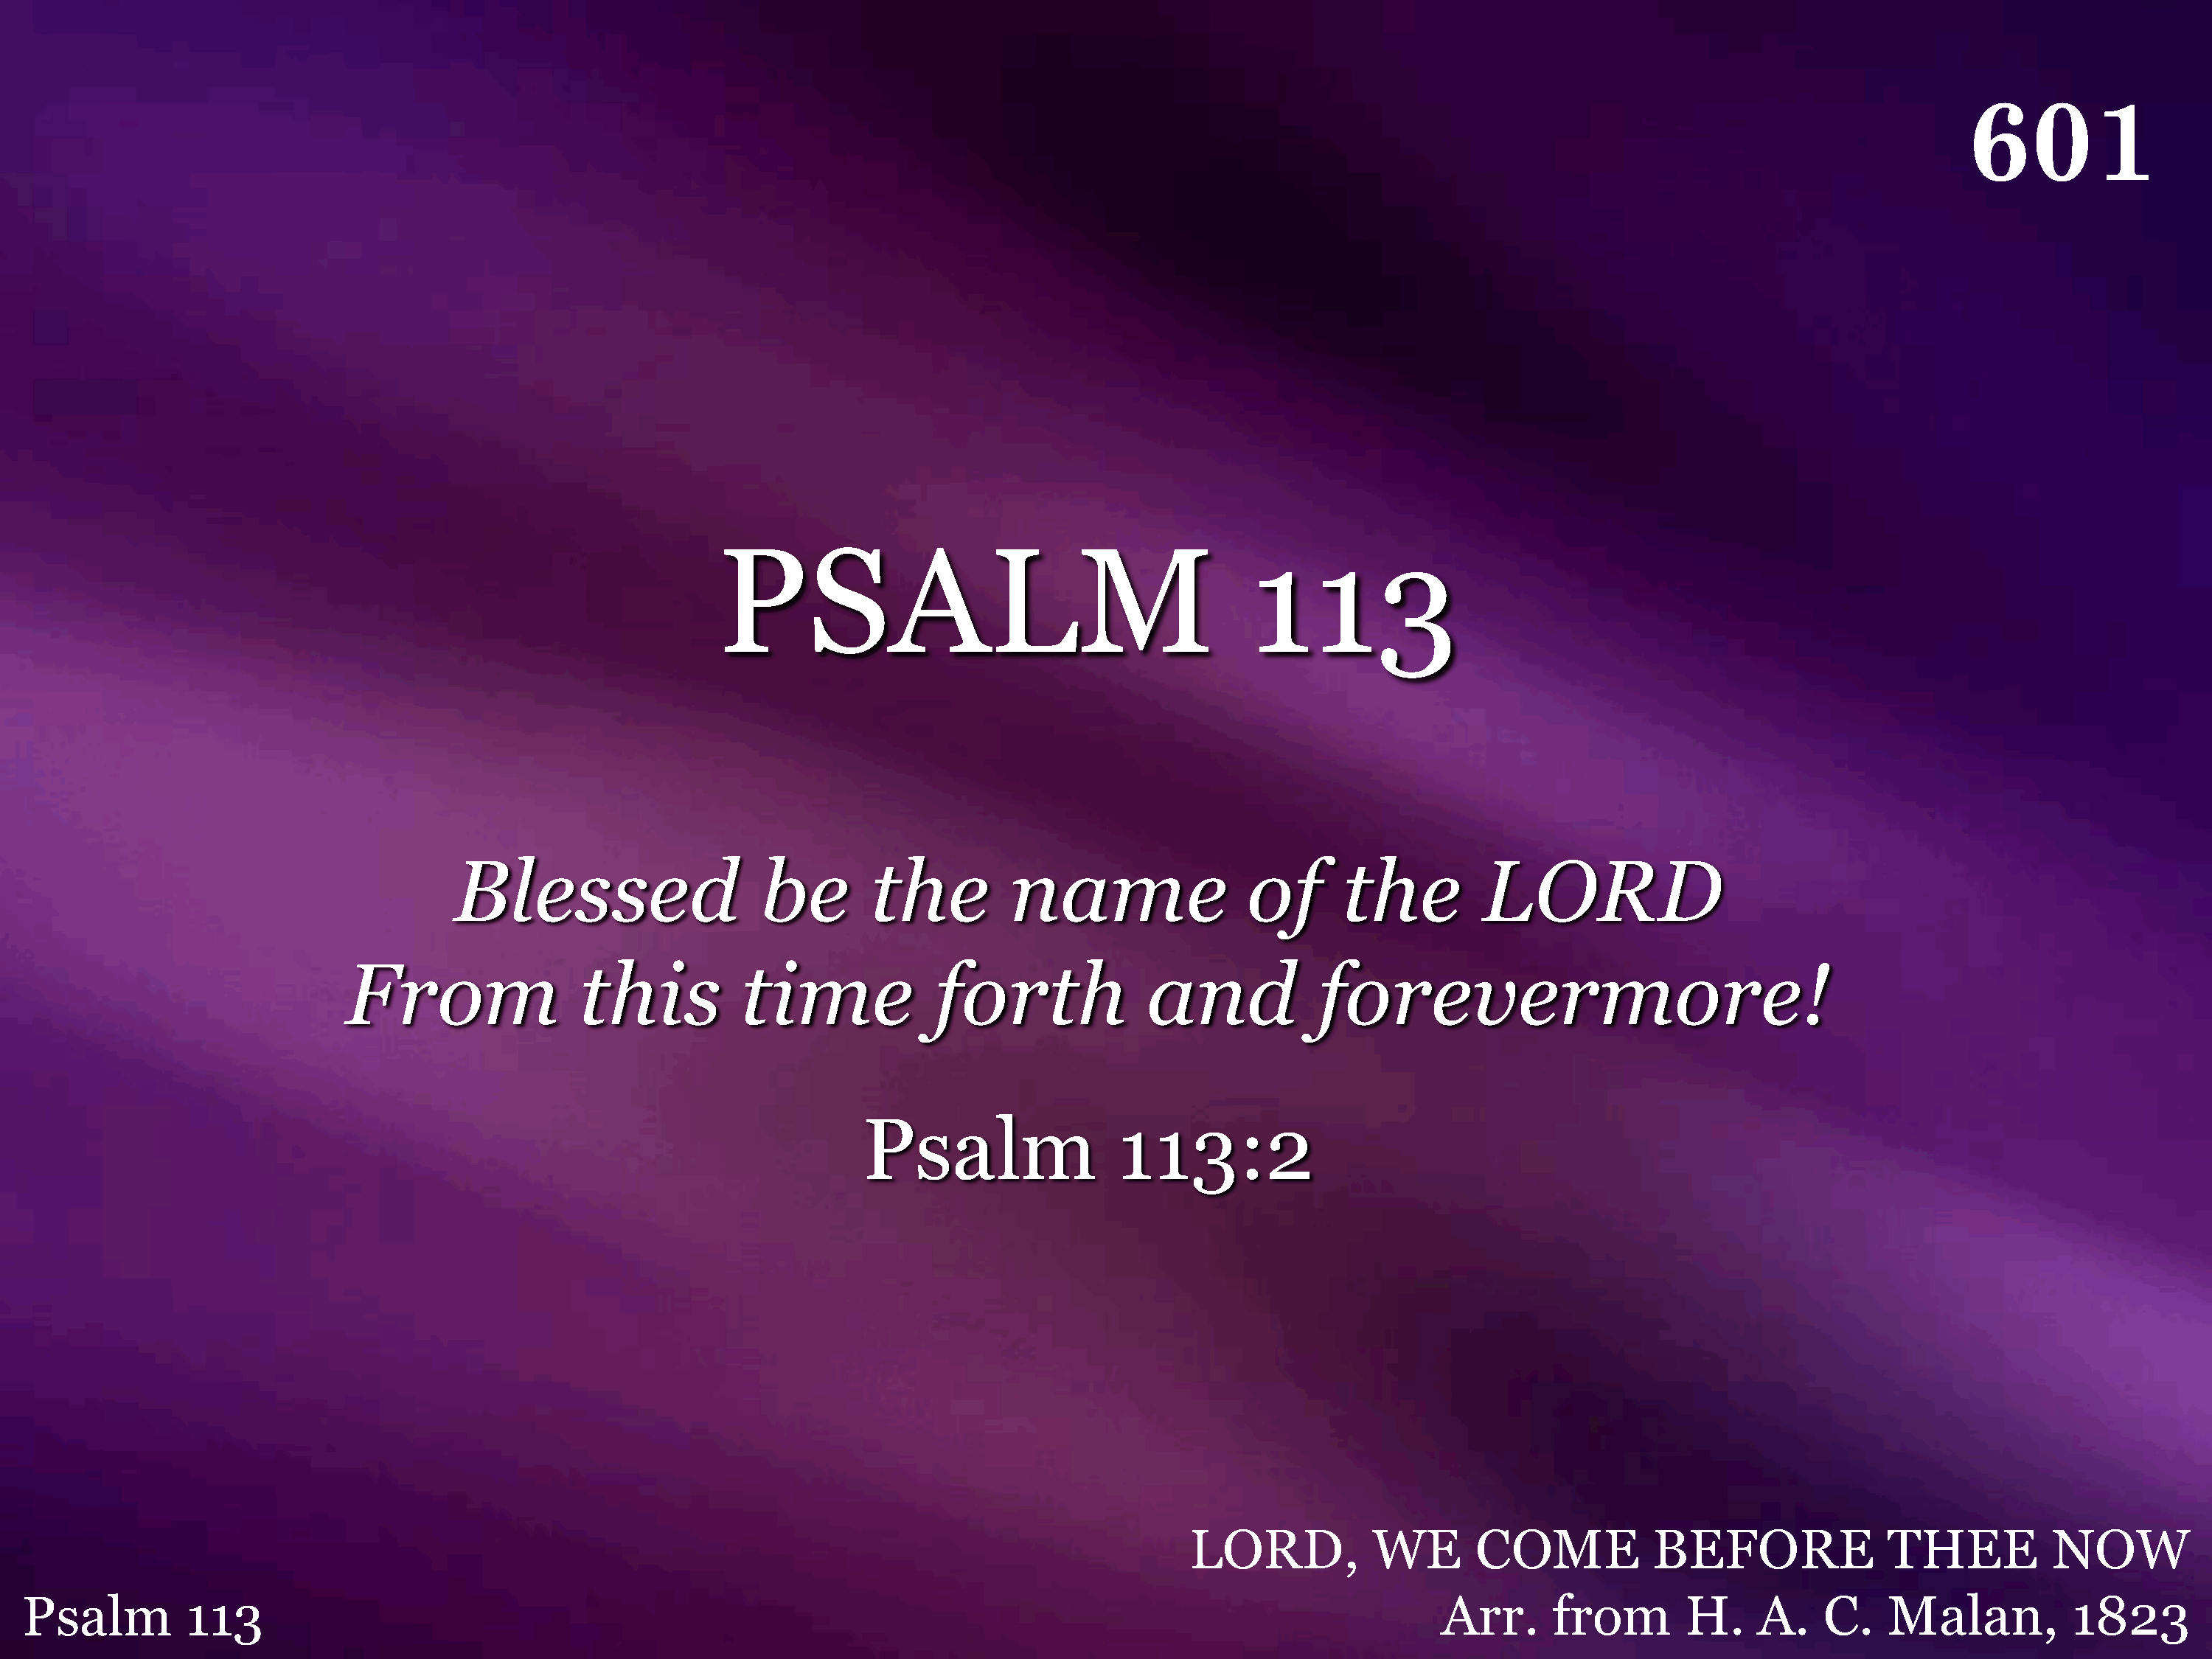 601
PSALM 113
Blessed be the name of the LORD
From this time forth and forevermore!
Psalm 113:2
LORD, WE COME BEFORE THEE NOW
Psalm 113
Arr. from H. A. C. Malan, 1823